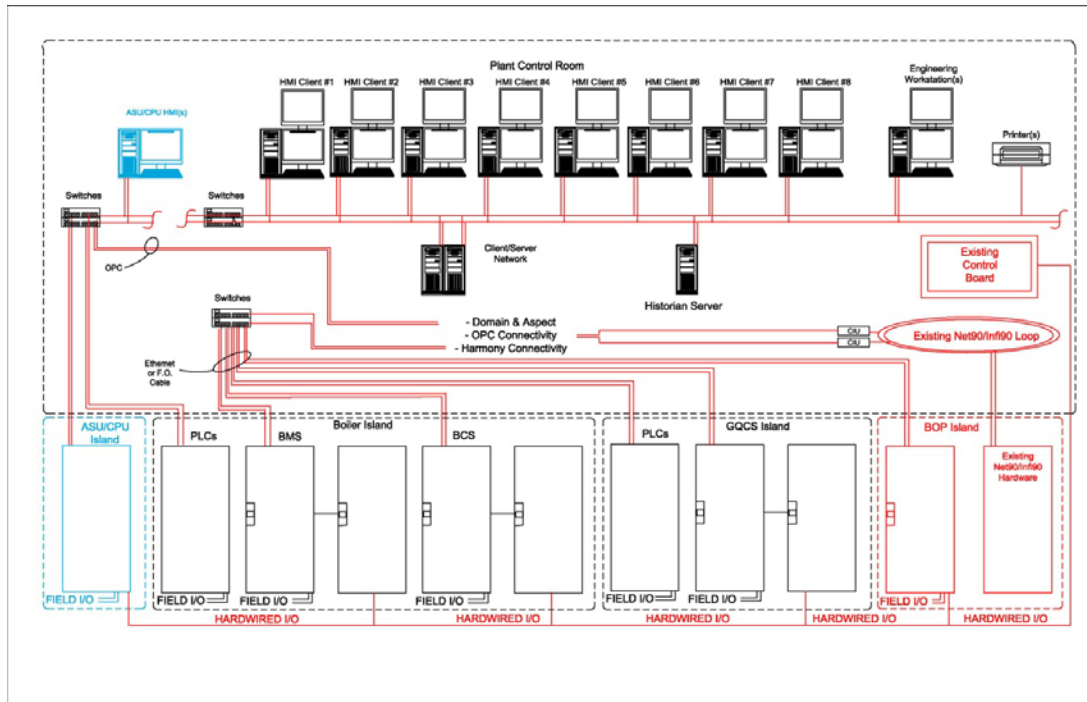 Plant Control Room
Engineering
Workstation(s)
HMI Client #1
HMI Client #2
HMI Client #3
HMI Client #4
HMI Client #5
HMI Client #6
HMI Client #7
HMI Client #8
ASU/CPU HMI(s)
Printer(s)
Switches
Switches
OPC
Client/Server
Network
Historian Server
Existing
Control
Board
Switches
- Domain & Aspect
- OPC Connectivity
- Harmony Connectivity
CIU
CIU
Existing Net90/Infi90 Loop
Ethernet
or F.O.
Cable
ASU/CPU
Island
Boiler Island
PLCs
BMS
BCS
GQCS Island
PLCs
BOP Island
Existing
Net90/Infi90
Hardware
FIELD I/O
FIELD I/O
FIELD I/O
FIELD I/O
FIELD I/O
FIELD I/O
FIELD I/O
HARDWIRED I/O
HARDWIRED I/O
HARDWIRED I/O
HARDWIRED I/O
HARDWIRED I/O